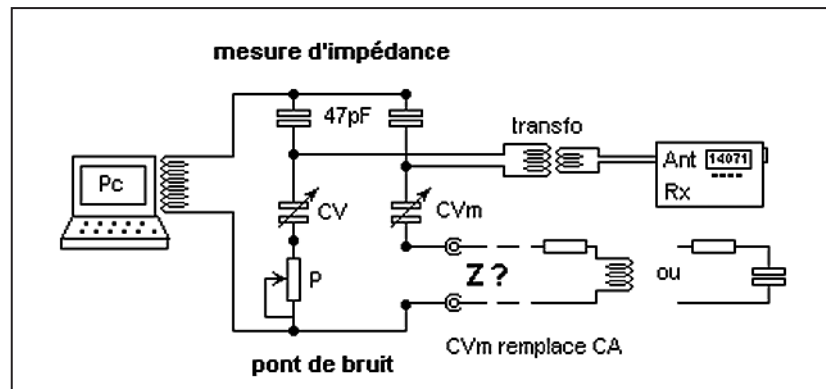 mesure d'impédance
47pF
transfo
Pc
Ant 14071
Rx
CV
CVm
P
Z ?
ou
CVm remplace CA
pont de bruit